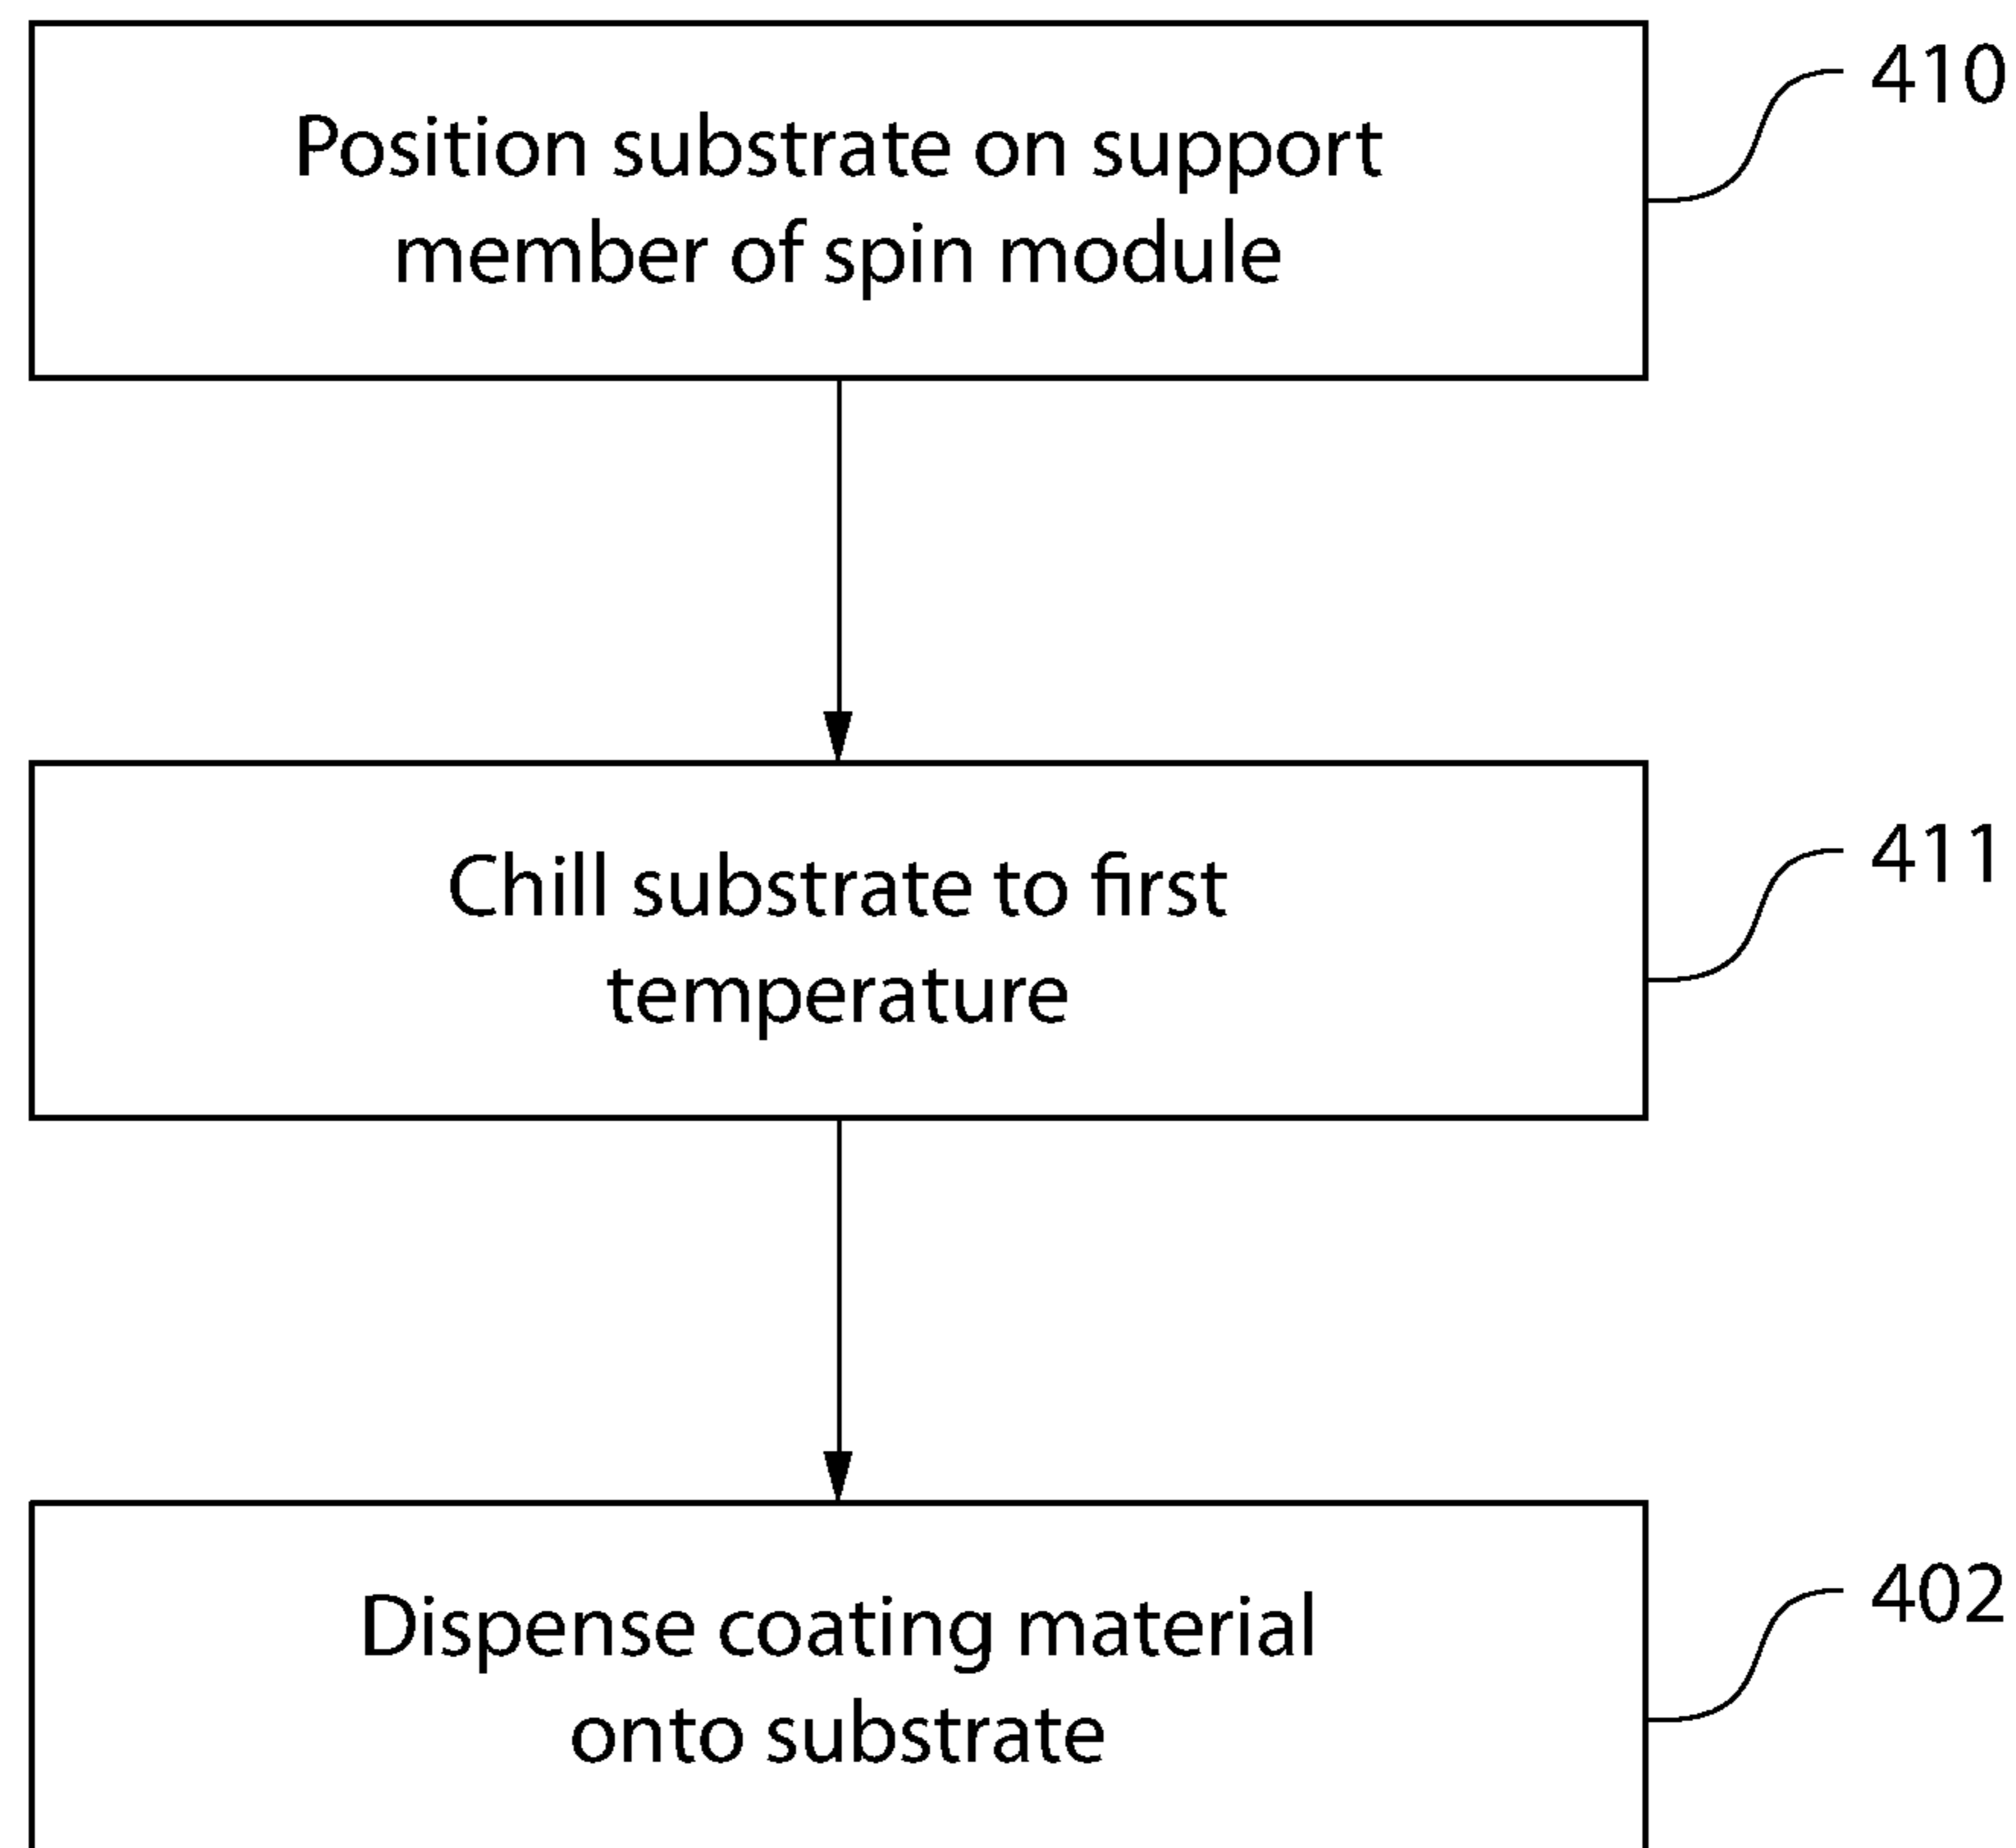 Position substrate on support
member of spin module
410
Chill substrate to first
temperature
411
Dispense coating material
onto substrate
402